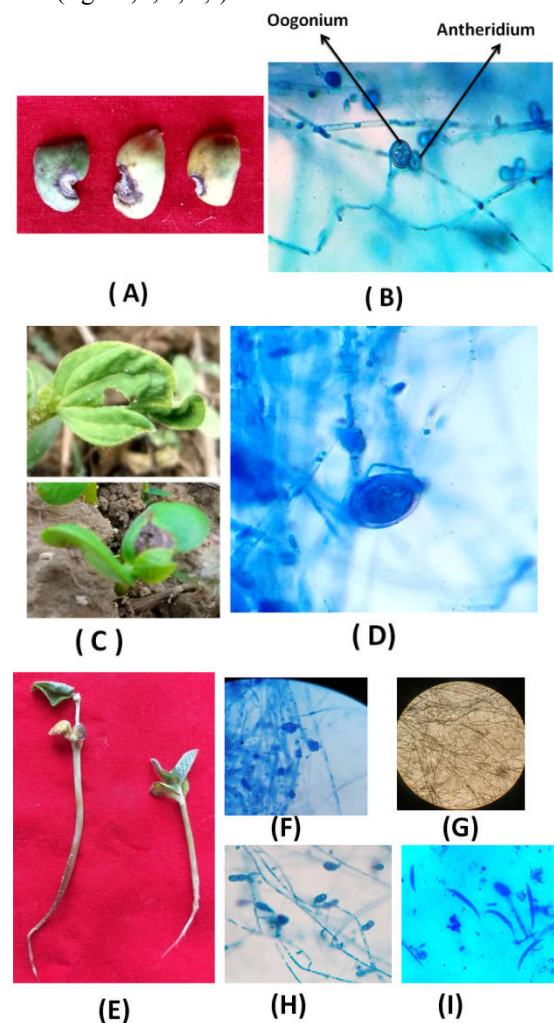 Oogonium
Antheridium
( A)
( B)
( C )
( D)
(E)
(F)
(G)
(H)
(I)